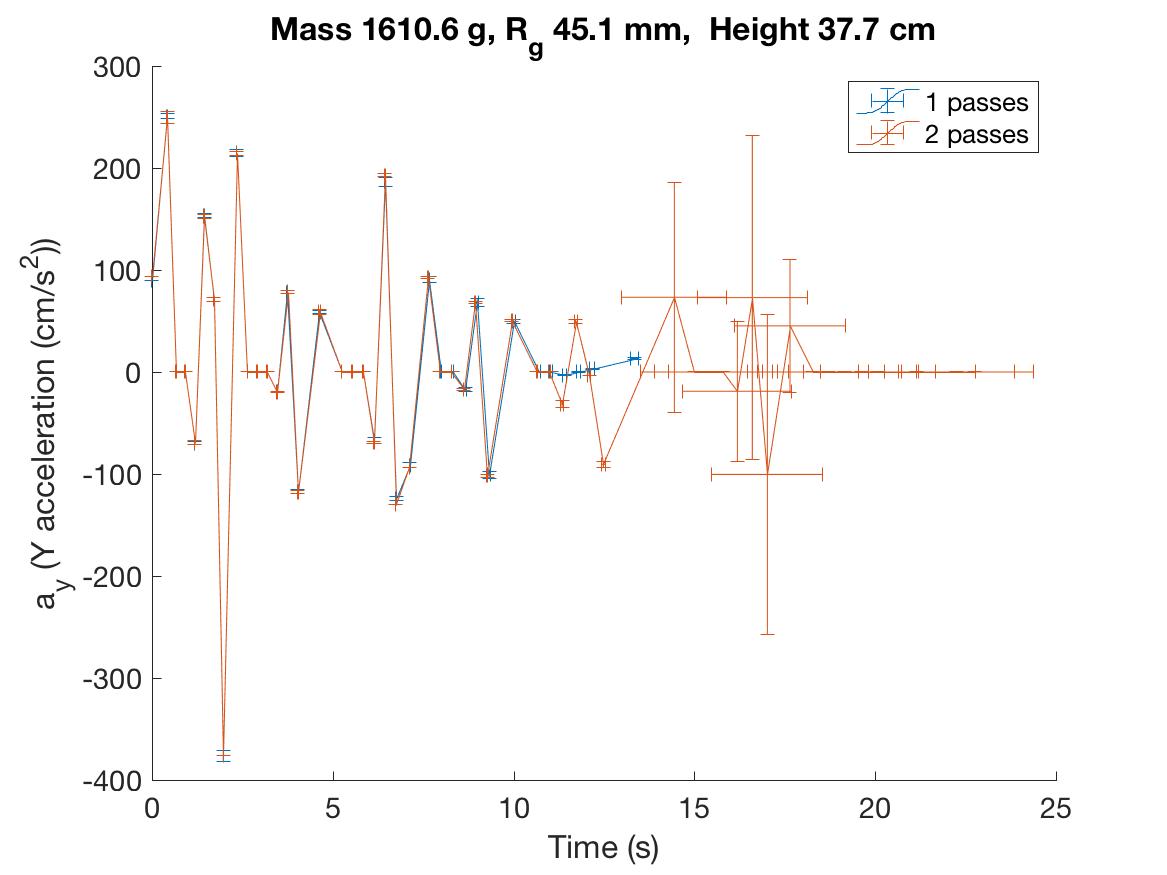 Mass 1610.6 g, Rg 45.1 mm,  Height 37.7 cm
1 passes
2 passes
300
200
100
0
-100
-200
-300
-400
ay (Y acceleration (cm/s2))
0 5 10 15 20 25
Time (s)